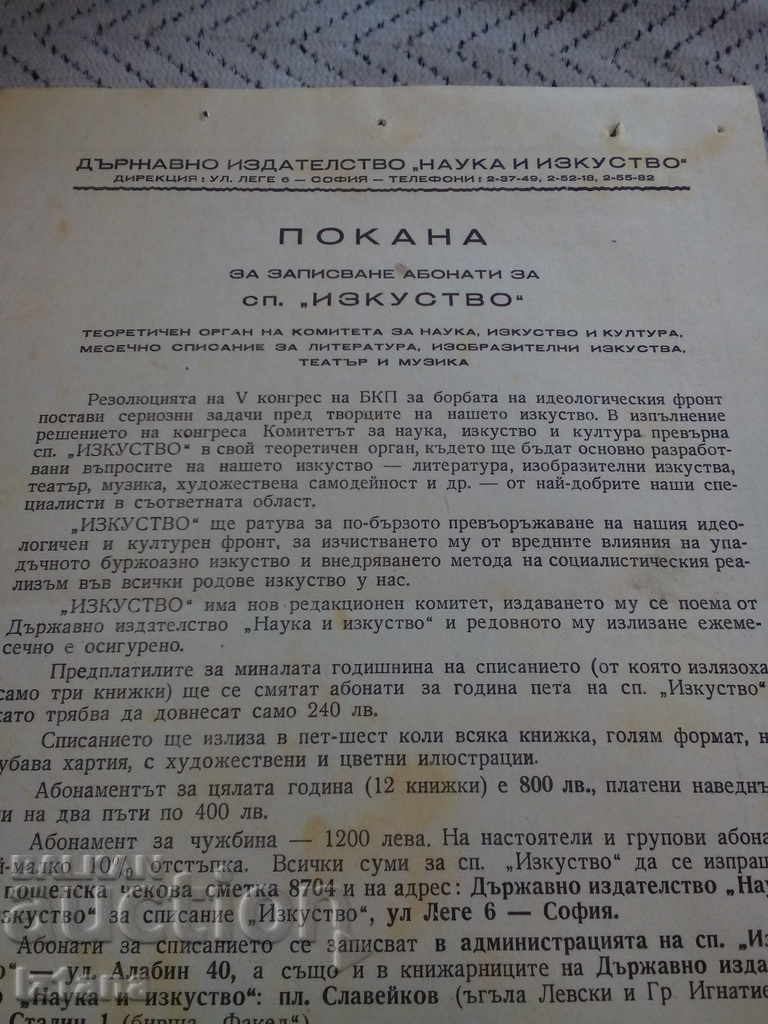 ДЪРЖАВНО ИЗДАТЕЛСТВО „НАУКА И ИЗКУСТВО“
ДИРЕКЦИЯ: УЛ. ЛЕГЕ 6 — СОФИЯ — ТЕЛЕФОНИ: 2-37-49, 2-52-18, 2-55-82
ПОКАНА
ЗА ЗАПИСВАНЕ АБОНАТИ ЗА
СП. „ИЗКУСТВО“
ТЕОРЕТИЧЕН ОРГАН НА КОМИТЕТА ЗА НАУКА, ИЗКУСТВО И КУЛТУРА,
МЕСЕЧНО СПИСАНИЕ ЗА ЛИТЕРАТУРА, ИЗОБРАЗИТЕЛНИ ИЗКУСТВА,
ТЕАТЪР И МУЗИКА
Резолюцията на V конгрес на БКП за борбата на идеологическия фронт
постави сериозни задачи пред творците на нашето изкуство. В изпълнение
решението на конгреса Комитетът за наука, изкуство и култура превърна
сп. „ИЗКУСТВО“ в свой теоретичен орган, където ще бъдат основно разработ-
вани въпросите на нашето изкуство — литература, изобразителни изкуства,
театър, музика, художествена самодейност и др. — от най-добрите наши спе-
циалисти в съответната област.
„ИЗКУСТВО“ ще ратува за по-бързото превъоръжаване на нашия идео-
логичен и културен фронт, за изчистването му от вредните влияния на упа-
дъчното буржоазно изкуство и внедряването метода на социалистическия реа-
лизъм във всички родове изкуство у нас.
„ИЗКУСТВО“ има нов редакционен комитет, издаването му се поема от
Държавно издателство „Наука и изкуство“ и редовното му излизане ежеме-
сечно е осигурено.
Предплатилите за миналата годишнина на списанието (от която излязоха
само три книжки) ще се смятат абонати за година пета на сп. „Изкуство“
като трябва да довнесат само 240 лв.
Списанието ще излиза в пет-шест коли всяка книжка, голям формат, н
убава хартия, с художествени и цветни илюстрации.
Абонаментът за цялата година (12 книжки) е 800 лв., платени наведнъ
и на два пъти по 400 лв.
Абонамент за чужбина — 1200 лева. На настоятели и групови абона
й-малко 10% отстъпка. Всички суми за сп. „Изкуство“ да се изпращ
пощенска чекова сметка 8704 и на адрес: Държавно издателство „Нау
зкуство“ за списание „Изкуство“, ул Леге 6 — София.
Абонати за списанието се записват в администрацията на сп. „Из
о“ — ул. Алабин 40, а също и в книжарниците на Държавно изда
о „Наука и изкуство“: пл. Славейков (ъгъла Левски и Гр Игнатие
Сталин 1 (бирша „Факел“)
BALKAN
auction
latana